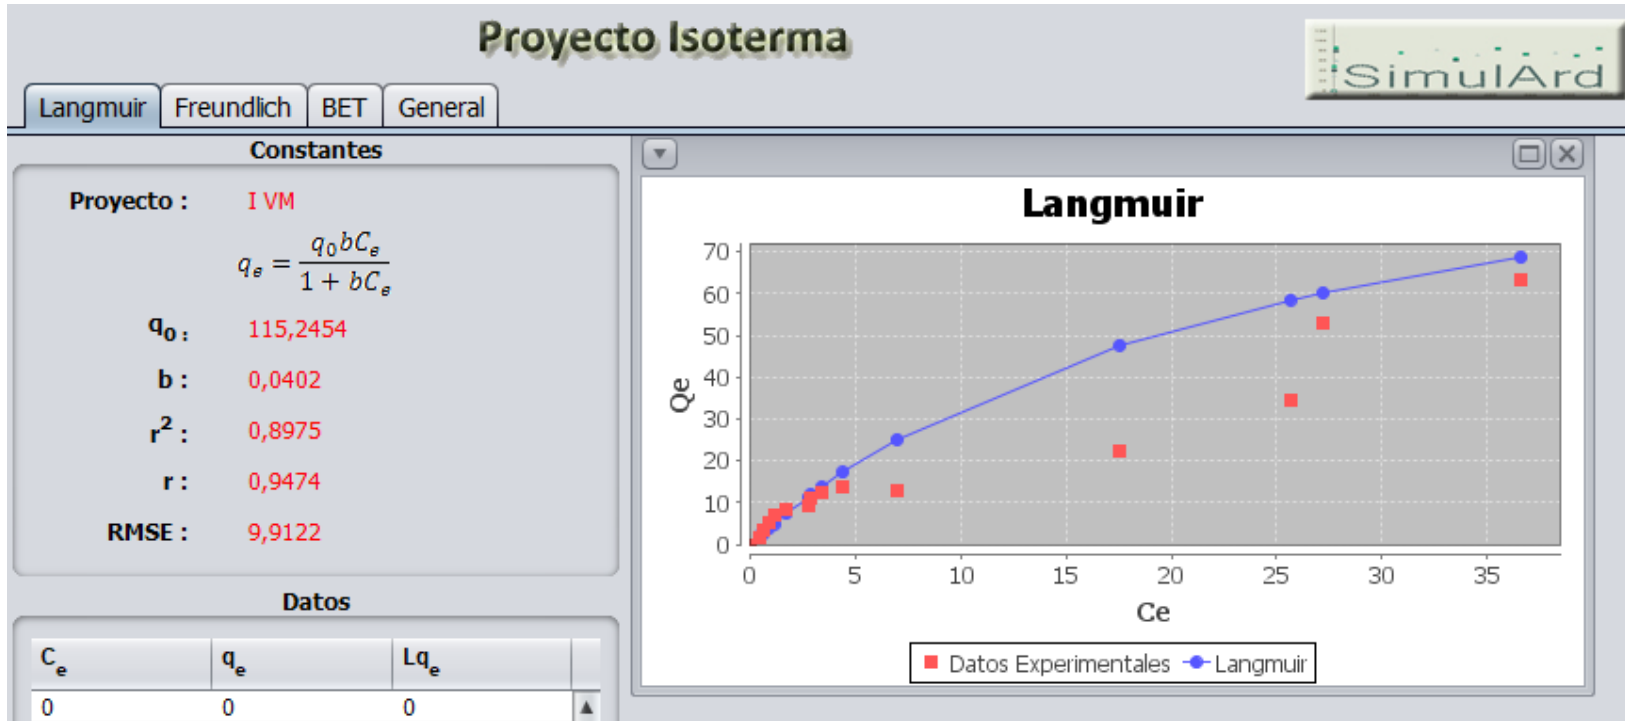 Proyecto Isoterma
SimulArd
Langmuir Freundlich BET General
Constantes
Proyecto : I VM
qₑ = q₀bCₑ / 1 + bCₑ
q₀ : 115,2454
b : 0,0402
r² : 0,8975
r : 0,9474
RMSE : 9,9122
Datos
Cₑ qₑ Lqₑ
0 0 0
Langmuir
Qe
70
60
50
40
30
20
10
0
0 5 10 15 20 25 30 35
Ce
Datos Experimentales Langmuir